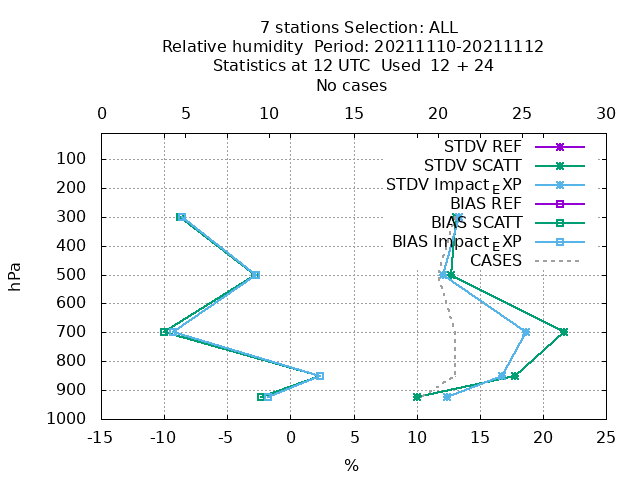 7 stations Selection: ALL
Relative humidity  Period: 20211110-20211112
Statistics at 12 UTC  Used  12 + 24
No cases
0 5 10 15 20 25 30
STDV REF
STDV SCATT
STDV Impact_EXP
BIAS REF
BIAS SCATT
BIAS Impact_EXP
CASES
100
200
300
400
500
600
700
800
900
1000
hPa
-15 -10 -5 0 5 10 15 20 25
%